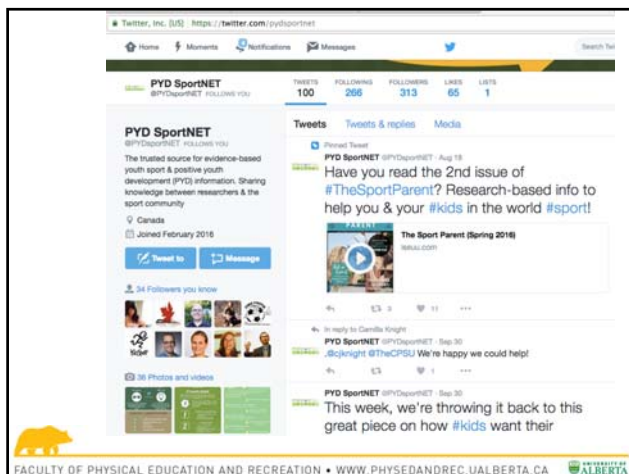 Twitter, Inc. [US] https://twitter.com/pydsportnet
Home Moments Notifications Messages Search Twi
PYD SportNET
@PYDsportNET FOLLOWS YOU
TWEETS FOLLOWING FOLLOWERS LIKES LISTS
100 266 313 65 1
PYD SportNET
@PYDsportNET FOLLOWS YOU
The trusted source for evidence-based
youth sport & positive youth
development (PYD) information. Sharing
knowledge between researchers & the
sport community
Canada
Joined February 2016
Tweet to Message
34 Followers you know
36 Photos and videos
Tweets Tweets & replies Media
Pinned Tweet
PYD SportNET @PYDsportNET · Aug 19
Have you read the 2nd issue of
#TheSportParent? Research-based info to
help you & your #kids in the world #sport!
PARENT
The Sport Parent (Spring 2016)
issuu.com
3 11
In reply to Camilla Knight
PYD SportNET @PYDsportNET · Sep 30
.@cjknight @TheCPSU We're happy we could help!
1
PYD SportNET @PYDsportNET · Sep 30
This week, we're throwing it back to this
great piece on how #kids want their
FACULTY OF PHYSICAL EDUCATION AND RECREATION • WWW.PHYSEDANDREC.UALBERTA.CA
UNIVERSITY OF
ALBERTA